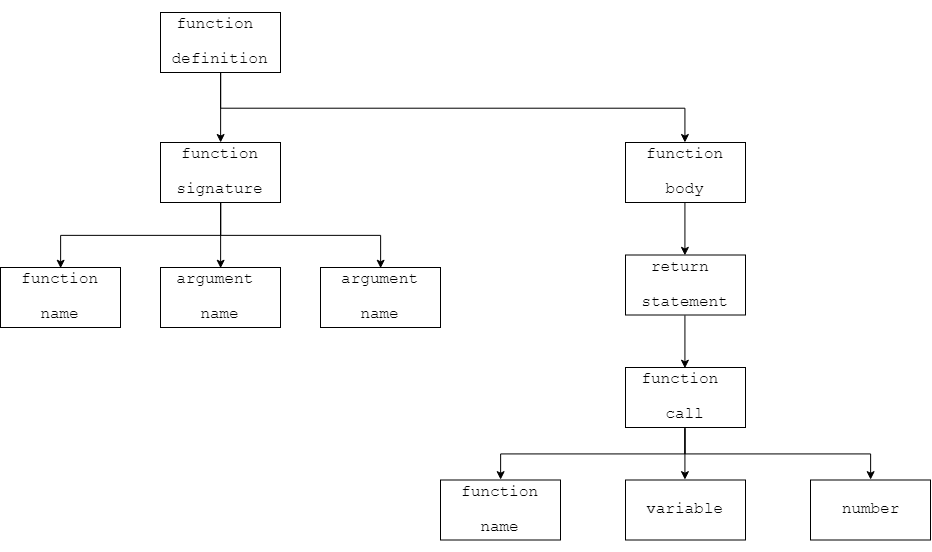 function
definition
function
signature
function
body
function
name
argument
name
argument
name
return
statement
function
call
function
name
variable
number